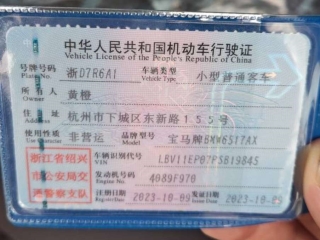 中华人民共和国机动车行驶证
Vehicle License of the People's Republic of China
号牌号码 浙D7R6A1 车辆类型 小型普通客车
Plate No. Vehicle Type
所有人 黄橙
Owner
住址 杭州市下城区东新路155号
Address
使用性质 非营运 品牌型号 宝马牌BMW6517AX
Use Character Model
浙江省绍兴
市公安局交
通警察支队
车辆识别代号 LBV11EF07PSB19845
VIN
发动机号码 4089F970
Engine No.
注册日期 2023-10-09 发证日期 2023-10-09
Register Date Issue Date